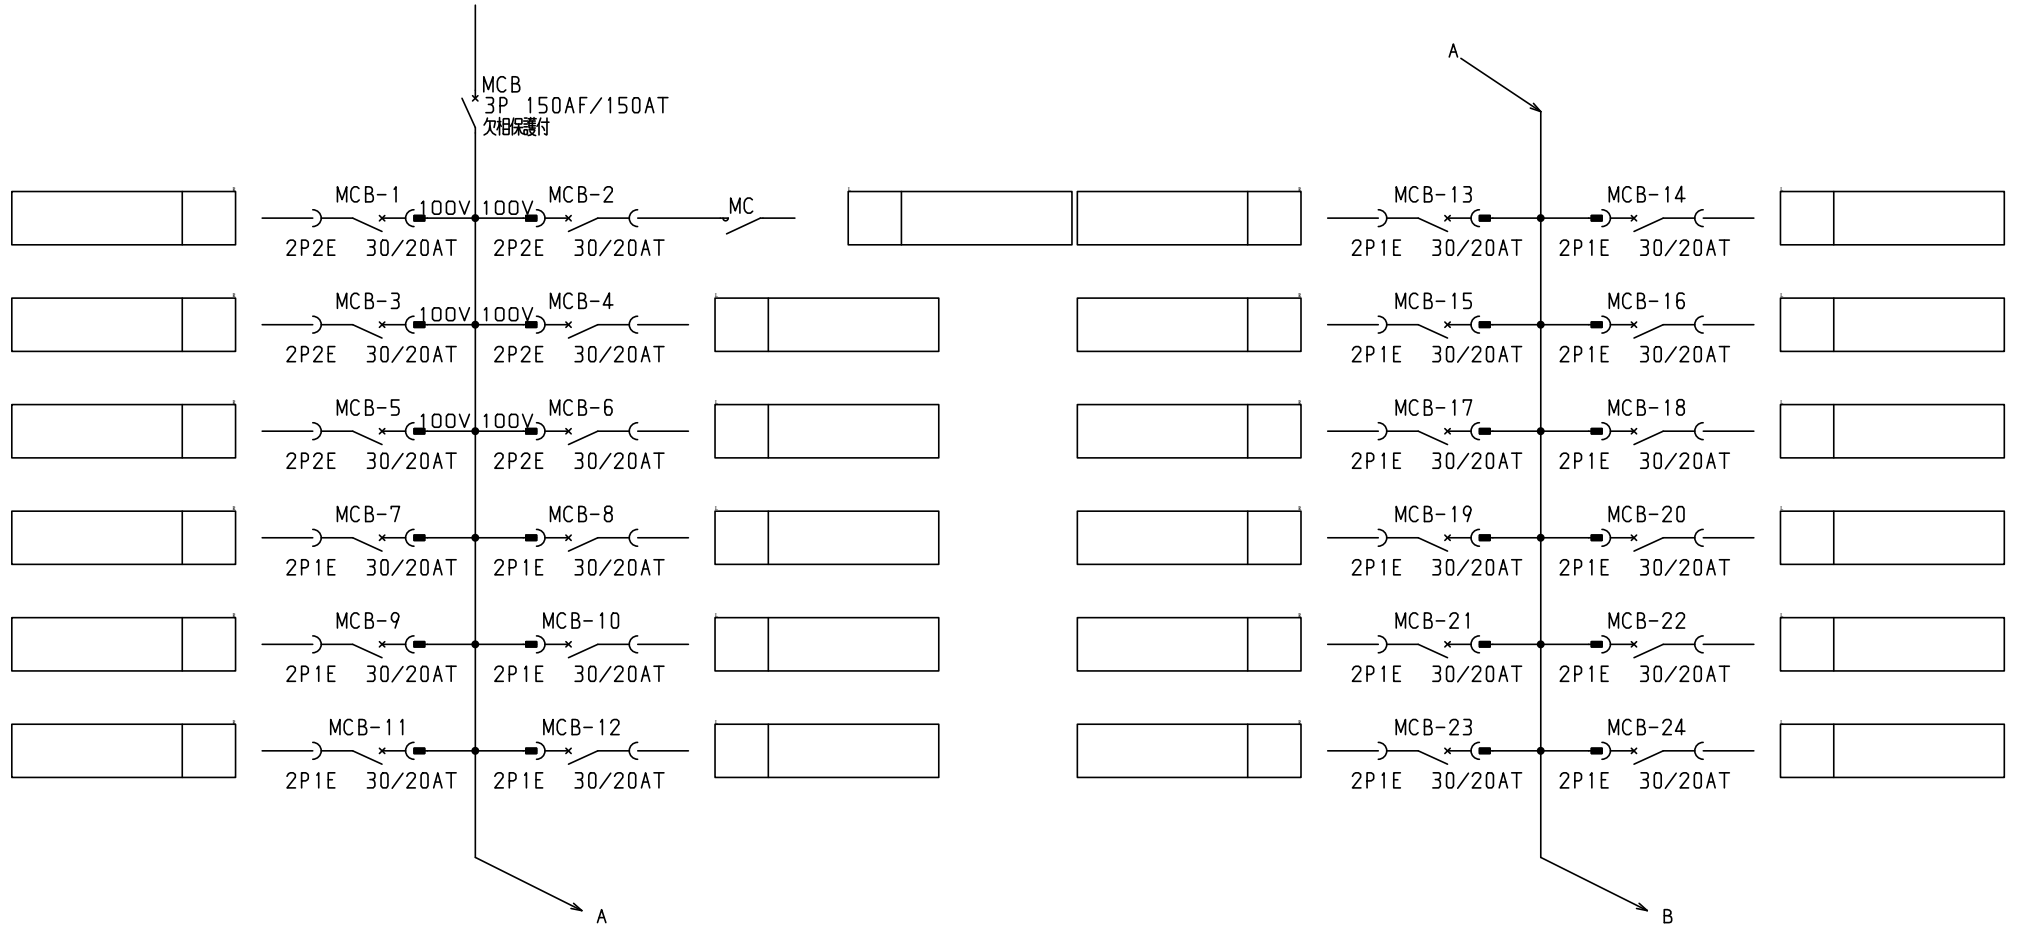 MCB
3P 150AF/150AT
欠相保護付
MCB-1 100V 100V MCB-2 MC
2P2E 30/20AT 2P2E 30/20AT
MCB-3 100V 100V MCB-4
2P2E 30/20AT 2P2E 30/20AT
MCB-5 100V 100V MCB-6
2P2E 30/20AT 2P2E 30/20AT
MCB-7 MCB-8
2P1E 30/20AT 2P1E 30/20AT
MCB-9 MCB-10
2P1E 30/20AT 2P1E 30/20AT
MCB-11 MCB-12
2P1E 30/20AT 2P1E 30/20AT
A
A
MCB-13 MCB-14
2P1E 30/20AT 2P1E 30/20AT
MCB-15 MCB-16
2P1E 30/20AT 2P1E 30/20AT
MCB-17 MCB-18
2P1E 30/20AT 2P1E 30/20AT
MCB-19 MCB-20
2P1E 30/20AT 2P1E 30/20AT
MCB-21 MCB-22
2P1E 30/20AT 2P1E 30/20AT
MCB-23 MCB-24
2P1E 30/20AT 2P1E 30/20AT
B